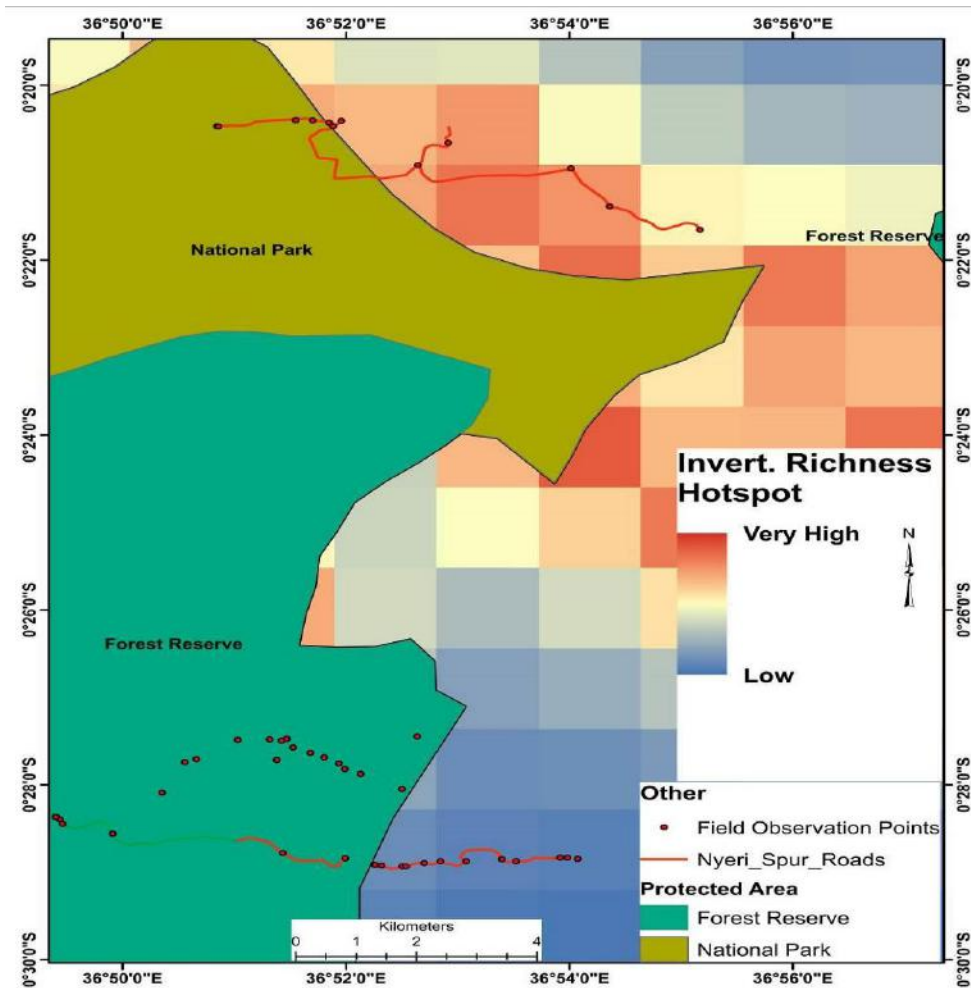 36°50'0"E 36°52'0"E 36°54'0"E 36°56'0"E
0°20'0"S 0°20'0"S
National Park
Forest Reserve
0°22'0"S 0°22'0"S
0°24'0"S 0°24'0"S
Invert. Richness
Hotspot
Very High
N
0°26'0"S 0°26'0"S
Forest Reserve
Low
0°28'0"S 0°28'0"S
Other
Field Observation Points
Nyeri_Spur_Roads
Protected Area
Forest Reserve
National Park
Kilometers
0 1 2 4
0°30'0"S 0°30'0"S
36°50'0"E 36°52'0"E 36°54'0"E 36°56'0"E